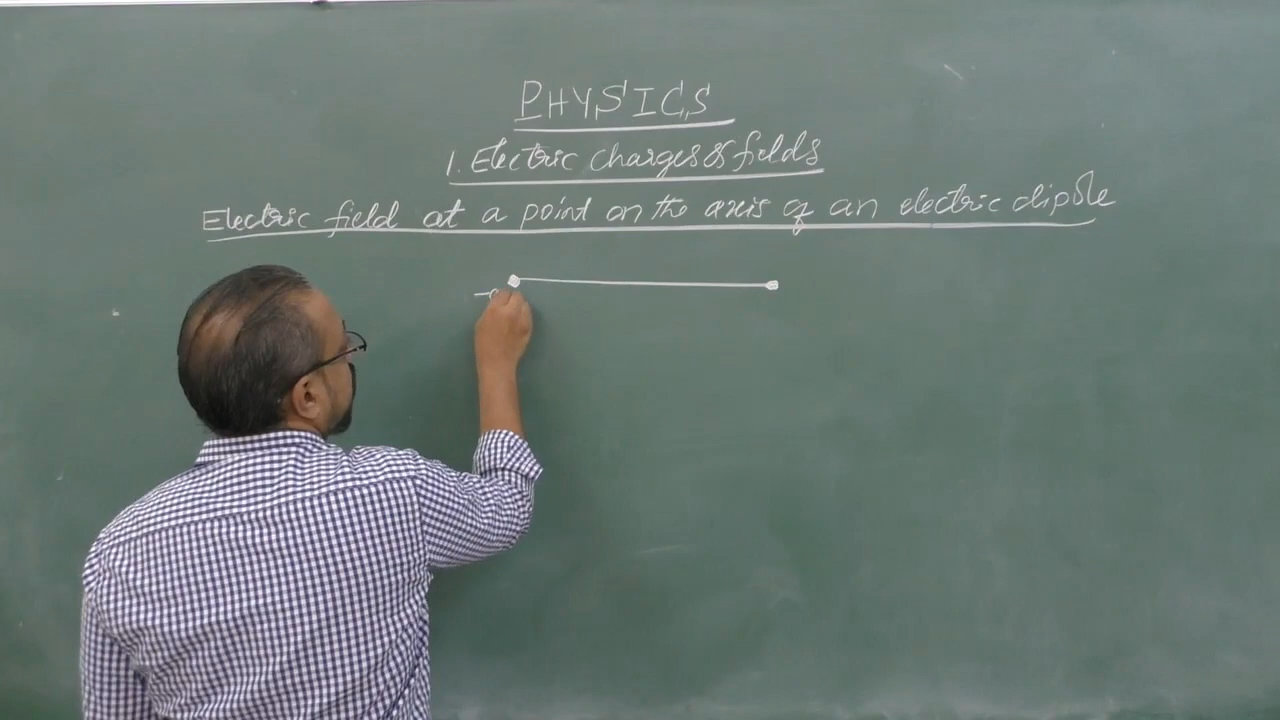 PHYSICS
1. Electric charges & fields
Electric field at a point on the axis of an electric dipole